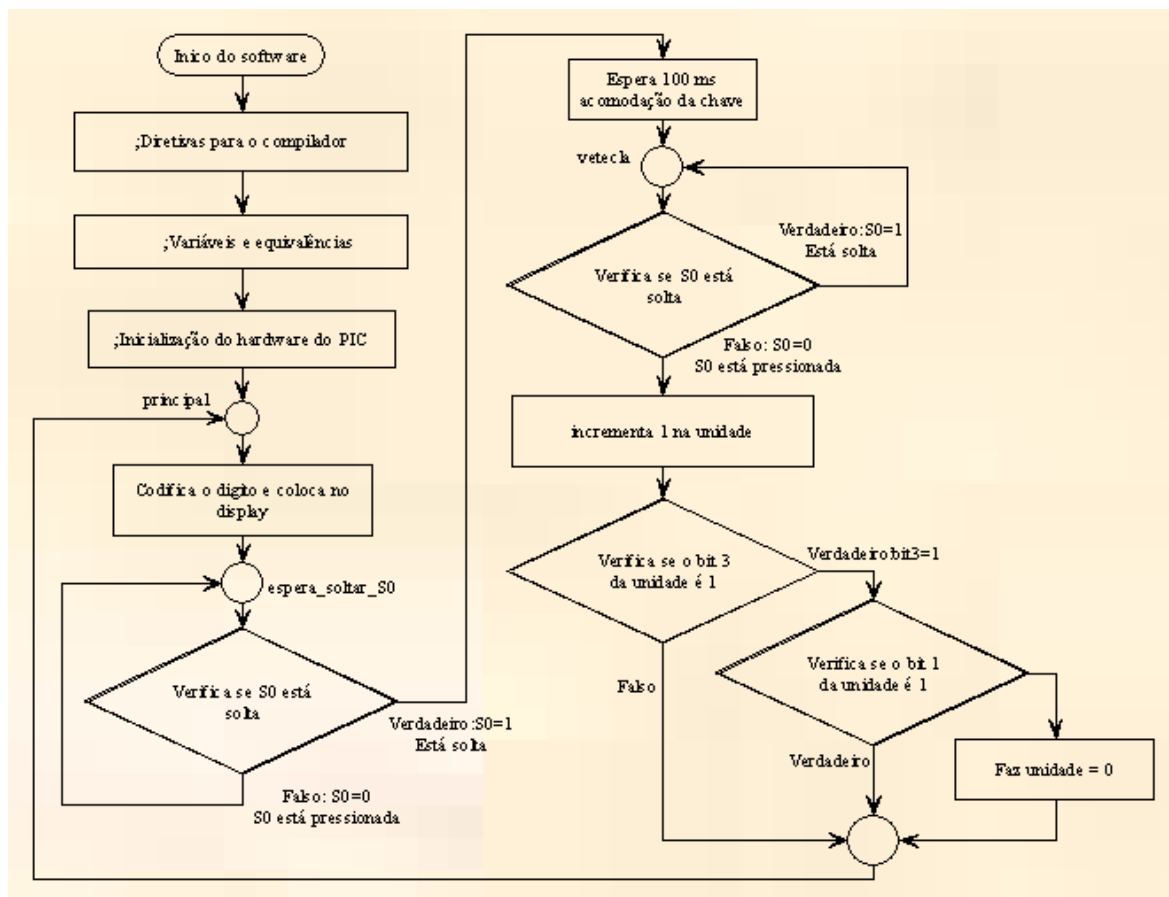 Inico do software
;Diretivas para o compilador
;Variáveis e equivalências
;Inicialização do hardware do PIC
principal
Codifica o digito e coloca no
display
espera_soltar_S0
Verifica se S0 está
solta
Verdadeiro:S0=1
Está solta
Falso: S0=0
S0 está pressionada
Espera 100 ms
acomodação da chave
vetecla
Verdadeiro:S0=1
Está solta
Verifica se S0 está
solta
Falso: S0=0
S0 está pressionada
incrementa 1 na unidade
Verifica se o bit 3
da unidade é 1
Verdadeiro bit3=1
Falso
Verifica se o bit 1
da unidade é 1
Verdadeiro
Faz unidade = 0